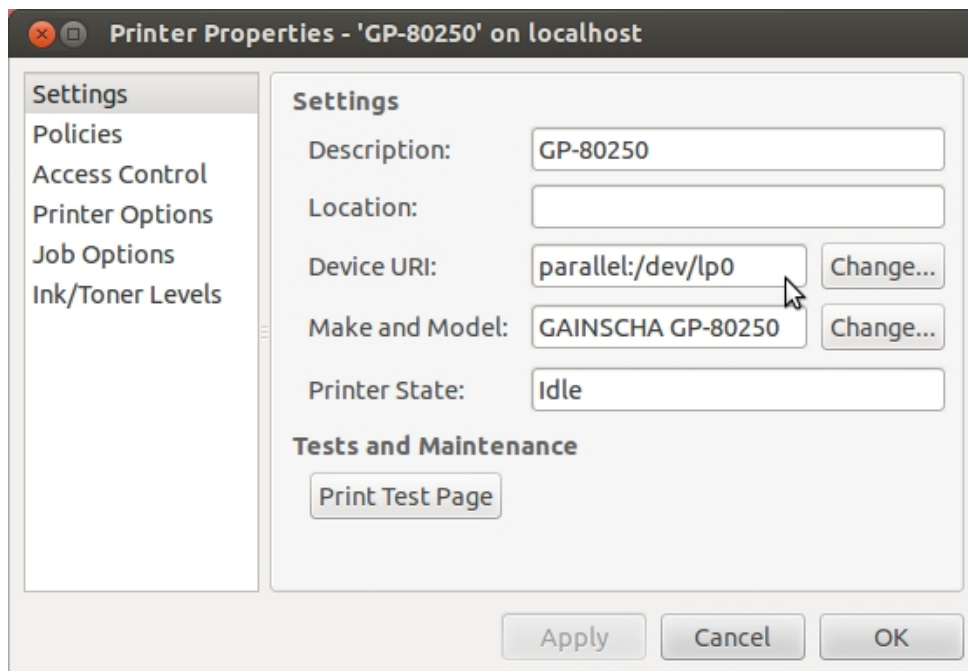 Printer Properties - 'GP-80250' on localhost
Settings
Policies
Access Control
Printer Options
Job Options
Ink/Toner Levels
Settings
Description: GP-80250
Location:
Device URI: parallel:/dev/lp0 Change...
Make and Model: GAINSCHA GP-80250 Change...
Printer State: Idle
Tests and Maintenance
Print Test Page
Apply Cancel OK